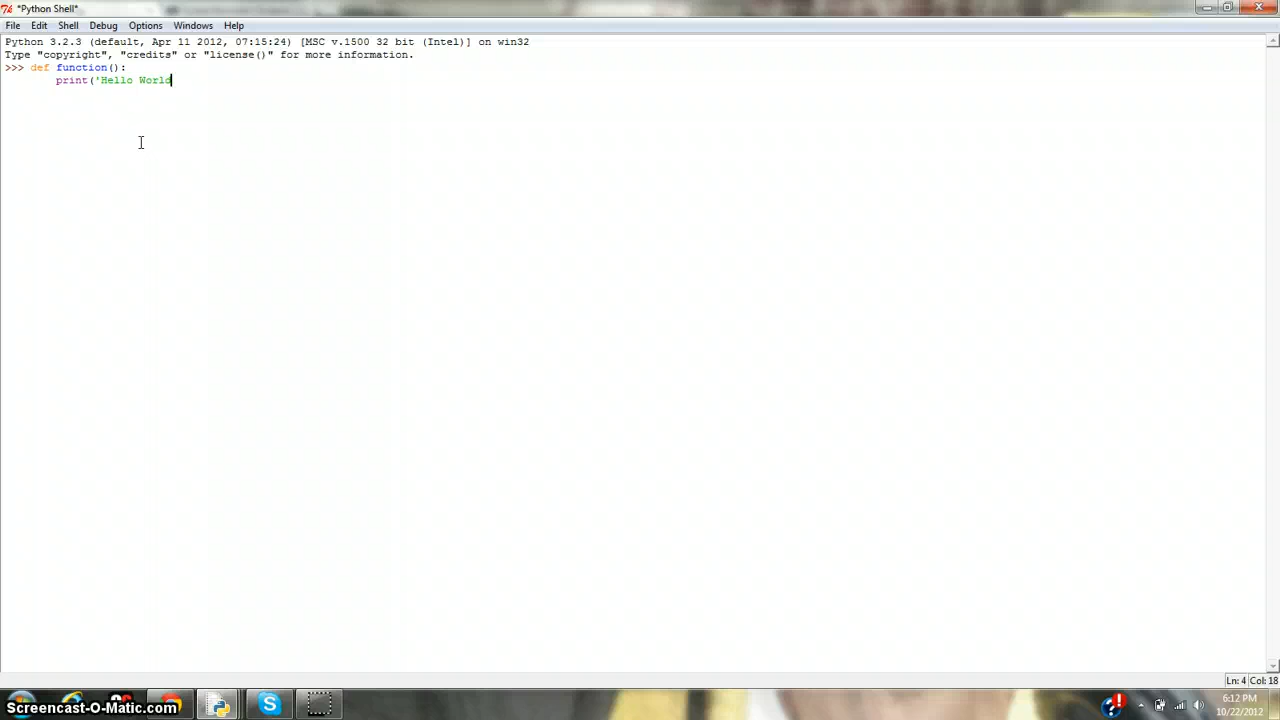 *Python Shell*
File Edit Shell Debug Options Windows Help
Python 3.2.3 (default, Apr 11 2012, 07:15:24) [MSC v.1500 32 bit (Intel)] on win32
Type "copyright", "credits" or "license()" for more information.
>>> def function():
print('Hello World
Ln: 4 Col: 18
Screencast-O-Matic.com
6:12 PM
10/22/2012